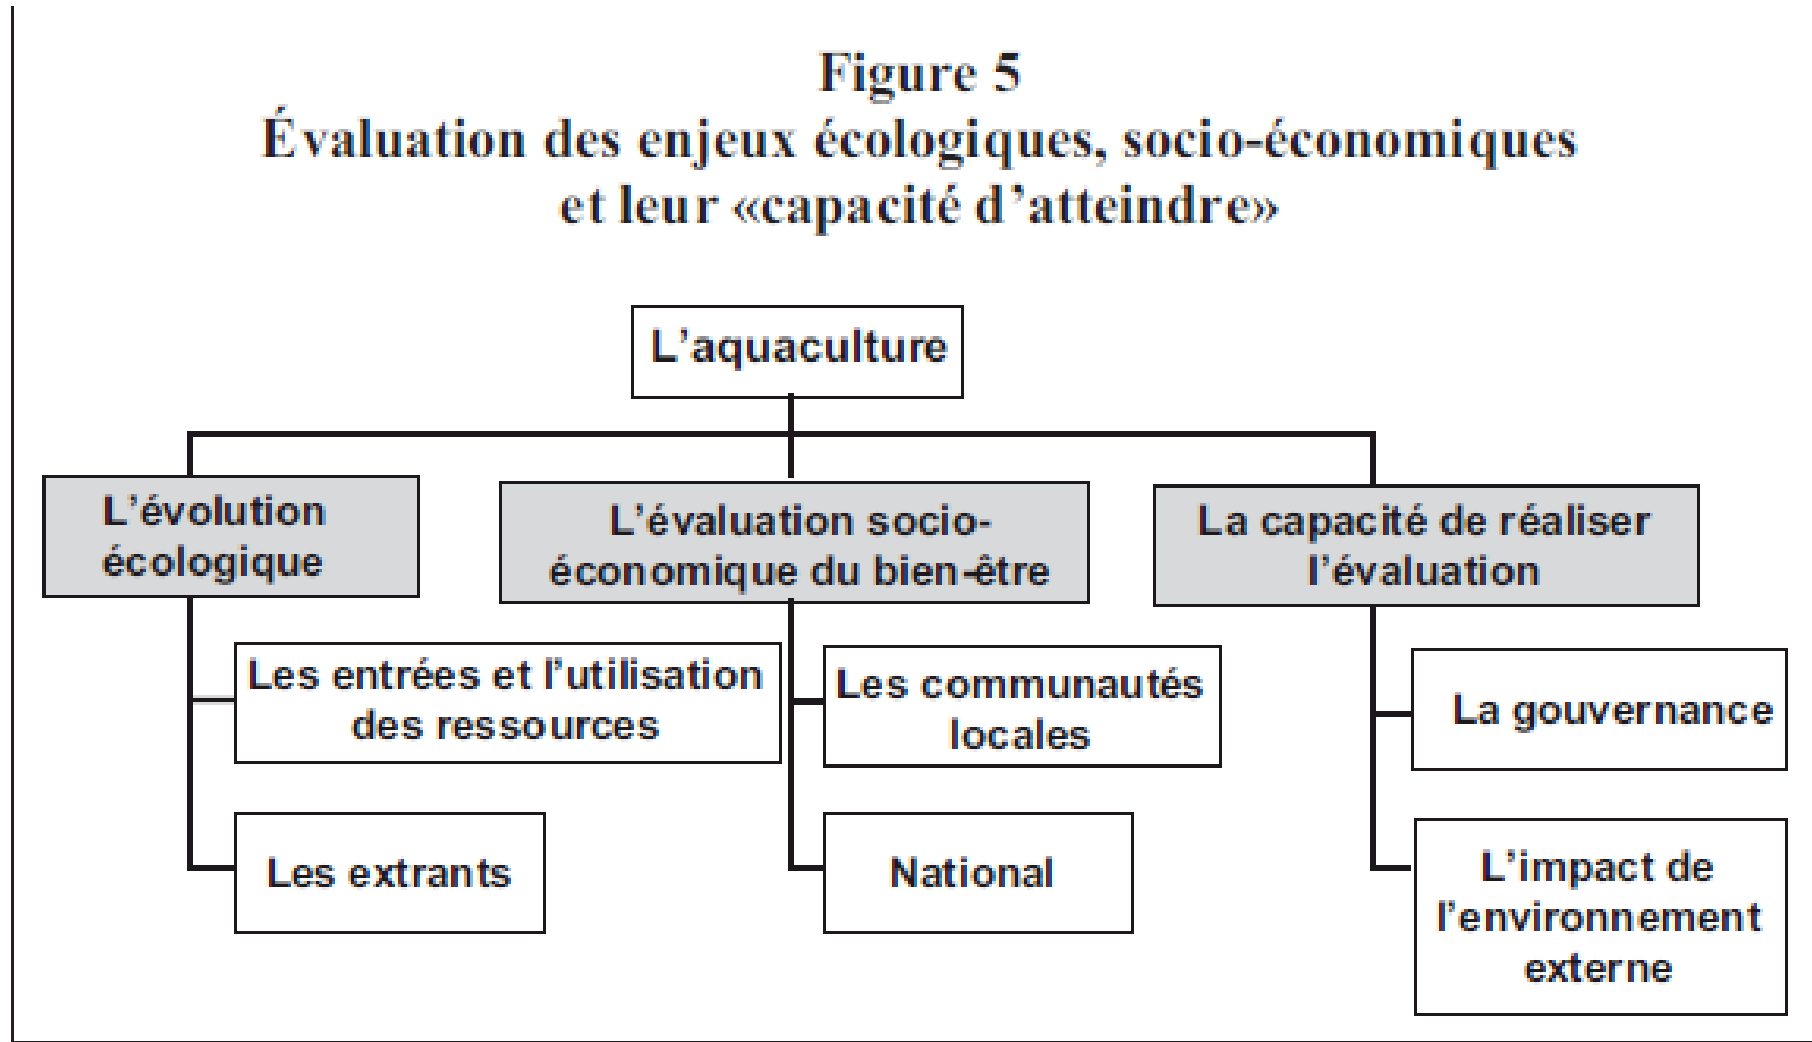 Figure 5
Évaluation des enjeux écologiques, socio-économiques
et leur «capacité d’atteindre»
L’aquaculture
L’évolution
écologique
L’évaluation socio-
économique du bien-être
La capacité de réaliser
l’évaluation
Les entrées et l’utilisation
des ressources
Les communautés
locales
La gouvernance
Les extrants
National
L’impact de
l’environnement
externe